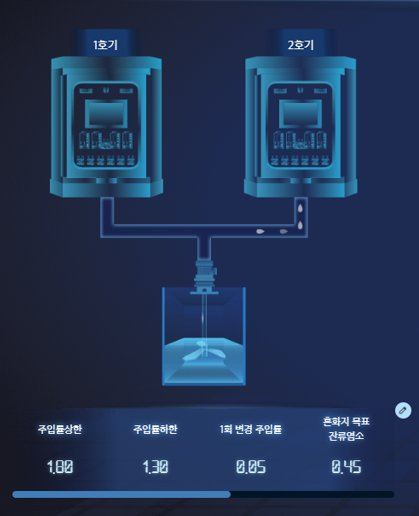 1호기
2호기
주입률상한
주입률하한
1회 변경 주입률
혼화지 목표
잔류염소
1.80
1.30
0.05
0.45